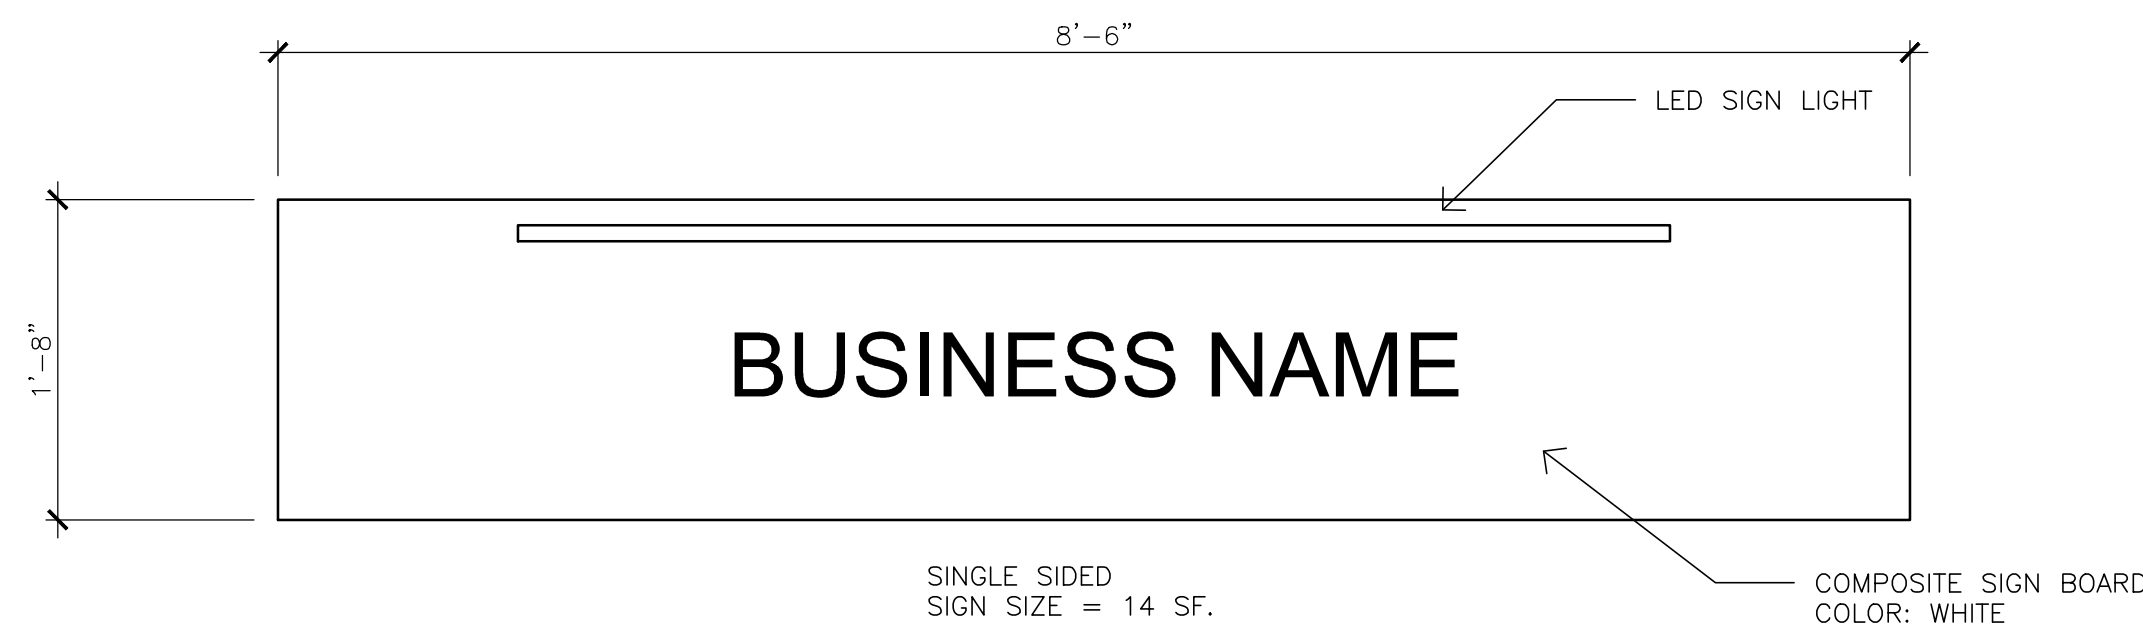 8'-6"
LED SIGN LIGHT
1'-8"
BUSINESS NAME
SINGLE SIDED
SIGN SIZE = 14 SF.
COMPOSITE SIGN BOARD
COLOR: WHITE